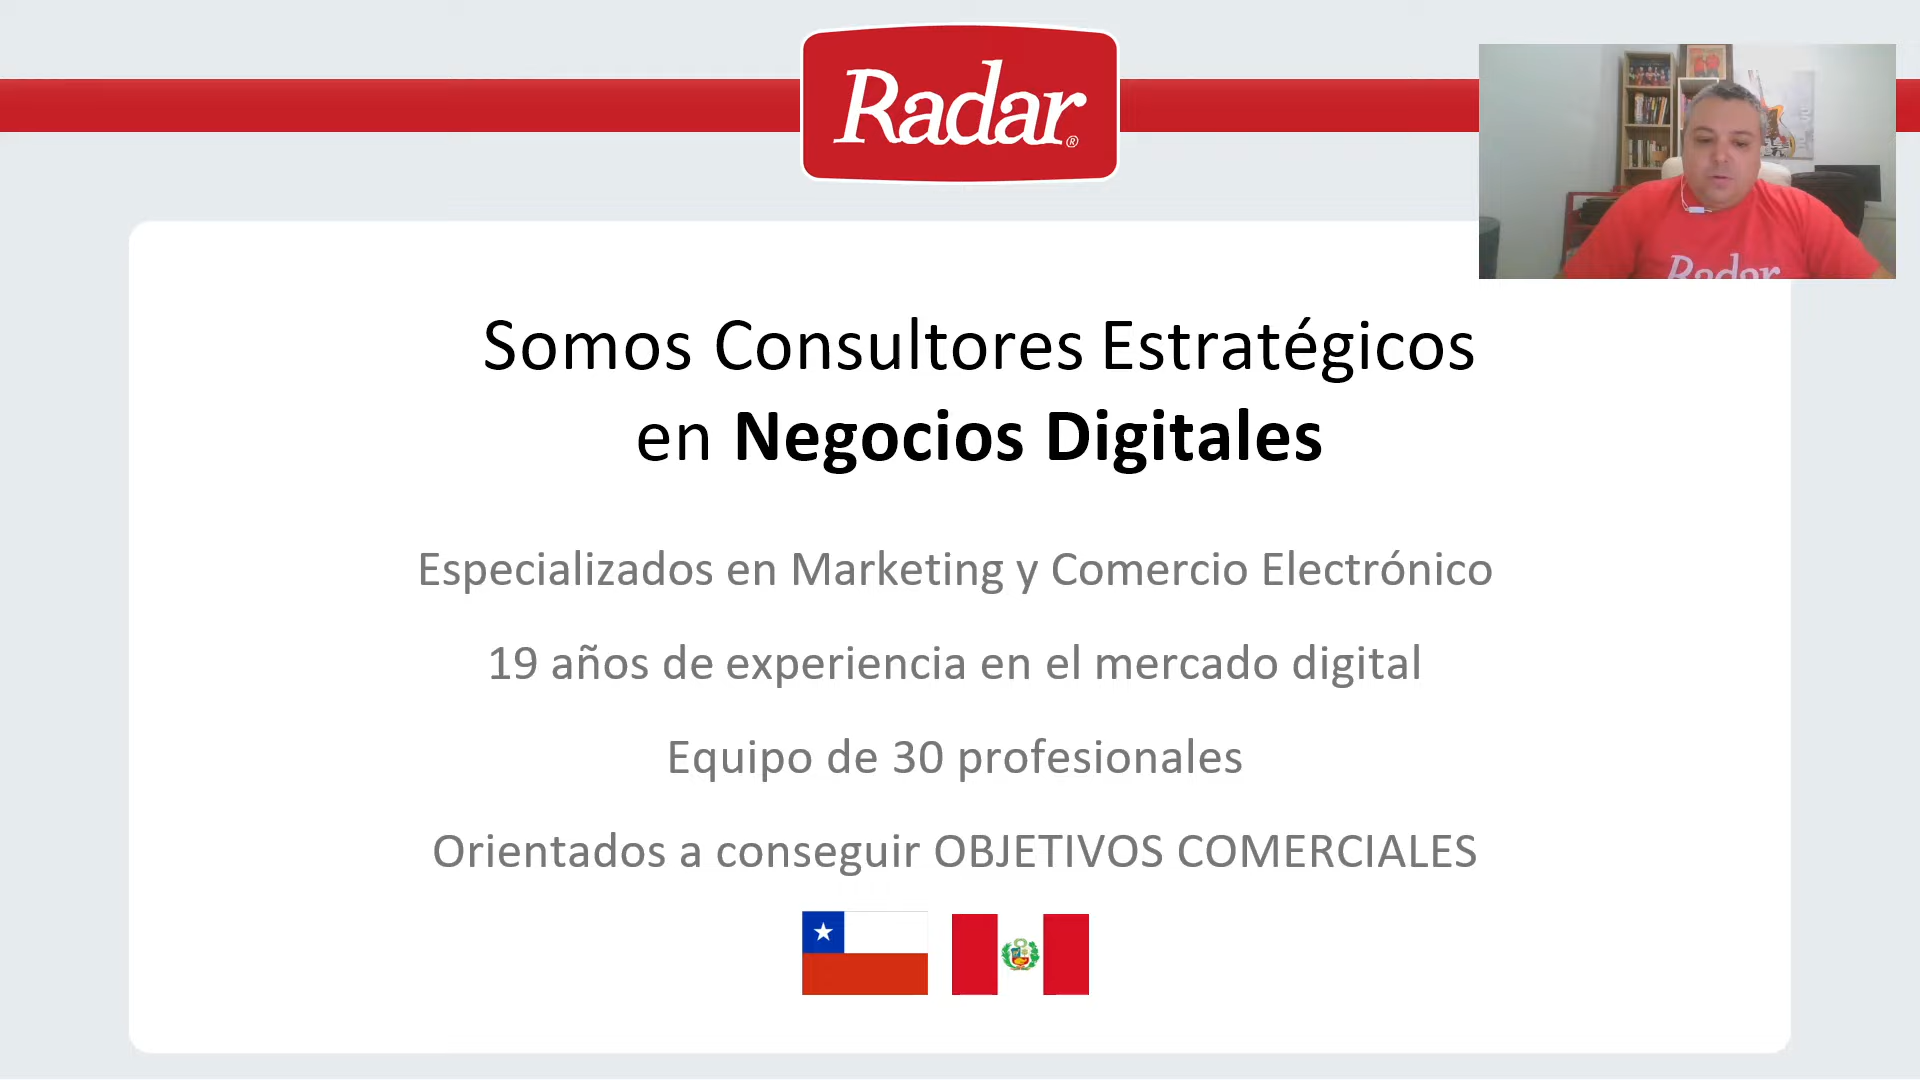 Radar®
Radar
Somos Consultores Estratégicos
en Negocios Digitales
Especializados en Marketing y Comercio Electrónico
19 años de experiencia en el mercado digital
Equipo de 30 profesionales
Orientados a conseguir OBJETIVOS COMERCIALES